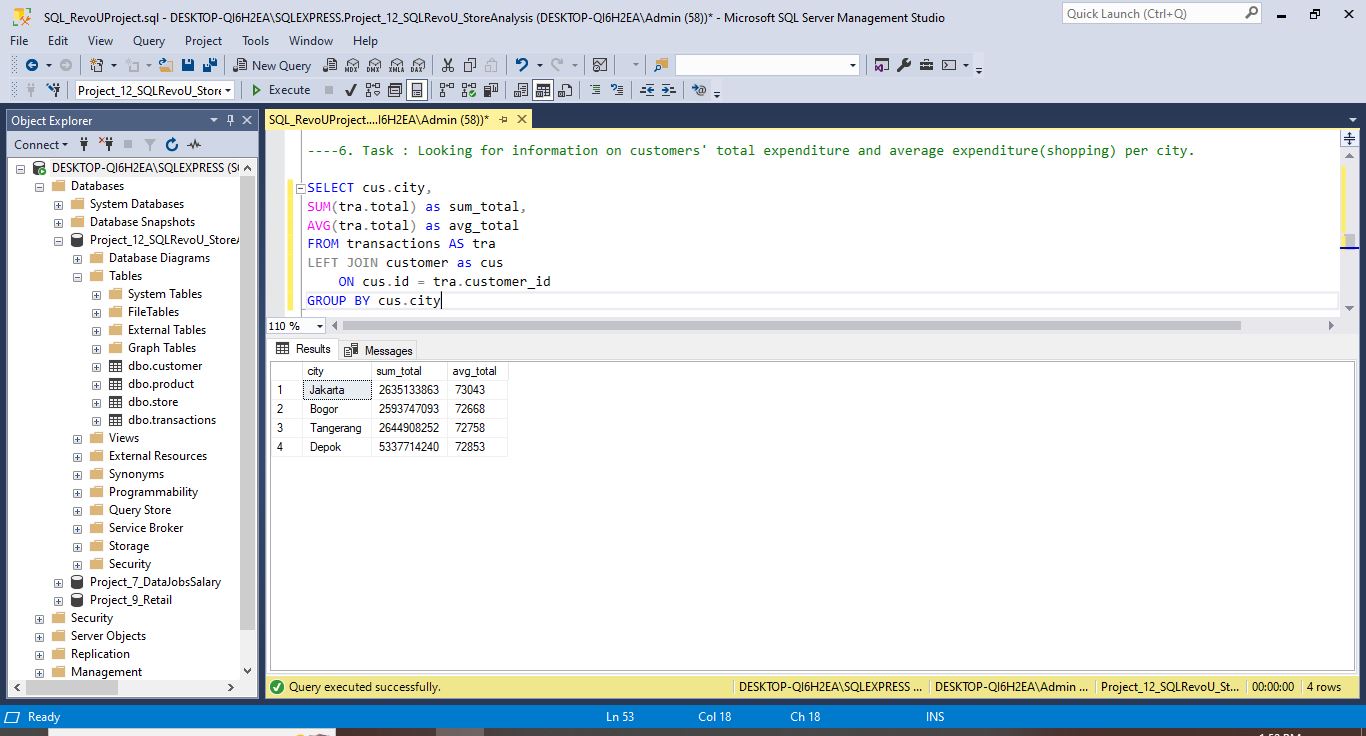 SQL_RevoUProject.sql - DESKTOP-QI6H2EA\SQLEXPRESS.Project_12_SQLRevoU_StoreAnalysis (DESKTOP-QI6H2EA\Admin (58))* - Microsoft SQL Server Management Studio
Quick Launch (Ctrl+Q)
File Edit View Query Project Tools Window Help
New Query MDX DMX XMLA DAX
Project_12_SQLRevoU_Store Execute
Object Explorer
Connect
DESKTOP-QI6H2EA\SQLEXPRESS (S
Databases
System Databases
Database Snapshots
Project_12_SQLRevoU_StoreA
Database Diagrams
Tables
System Tables
FileTables
External Tables
Graph Tables
dbo.customer
dbo.product
dbo.store
dbo.transactions
Views
External Resources
Synonyms
Programmability
Query Store
Service Broker
Storage
Security
Project_7_DataJobsSalary
Project_9_Retail
Security
Server Objects
Replication
Management
SQL_RevoUProject....I6H2EA\Admin (58))*
----6. Task : Looking for information on customers' total expenditure and average expenditure(shopping) per city.
SELECT cus.city,
SUM(tra.total) as sum_total,
AVG(tra.total) as avg_total
FROM transactions AS tra
LEFT JOIN customer as cus
ON cus.id = tra.customer_id
GROUP BY cus.city
110 %
Results Messages
city sum_total avg_total
1 Jakarta 2635133863 73043
2 Bogor 2593747093 72668
3 Tangerang 2644908252 72758
4 Depok 5337714240 72853
Query executed successfully.
DESKTOP-QI6H2EA\SQLEXPRESS ... DESKTOP-QI6H2EA\Admin ... Project_12_SQLRevoU_St... 00:00:00 4 rows
Ready Ln 53 Col 18 Ch 18 INS